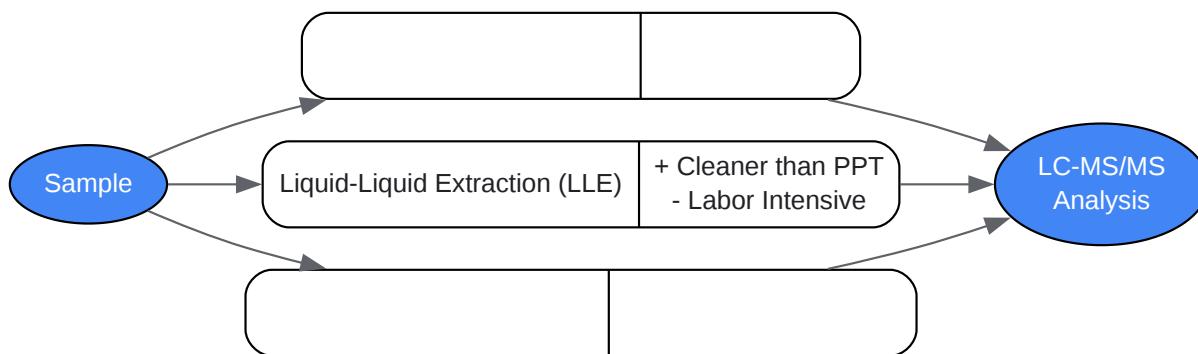 Sample
Liquid-Liquid Extraction (LLE)
+ Cleaner than PPT
- Labor Intensive
LC-MS/MS
Analysis